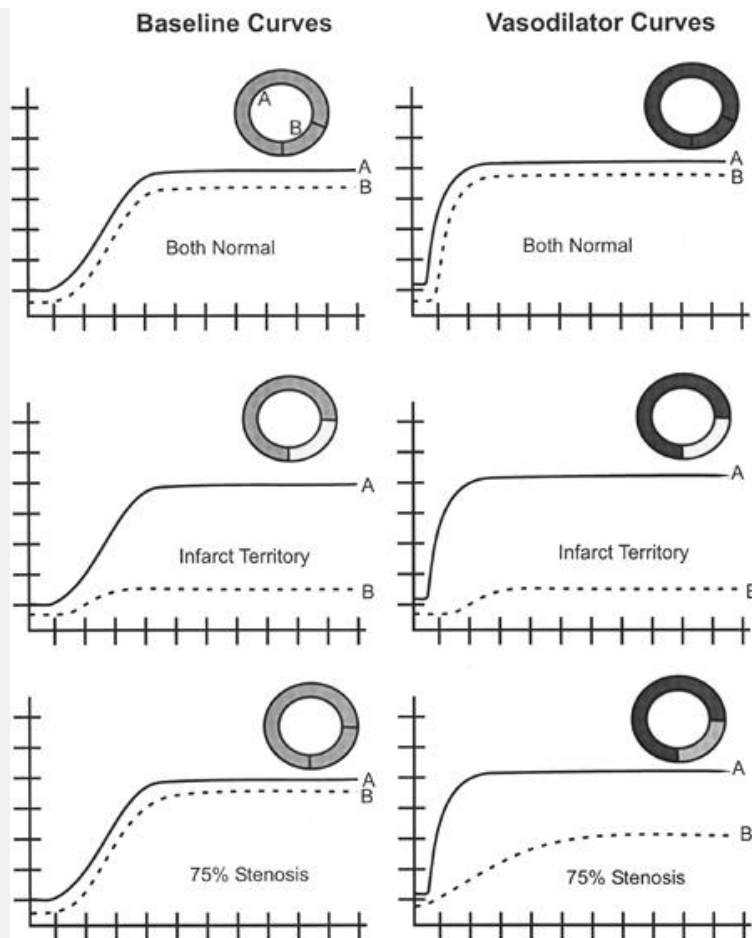 Baseline Curves
Vasodilator Curves
A
B
A
B
Both Normal
A
B
Both Normal
A
Infarct Territory
B
A
Infarct Territory
B
A
B
75% Stenosis
A
B
75% Stenosis